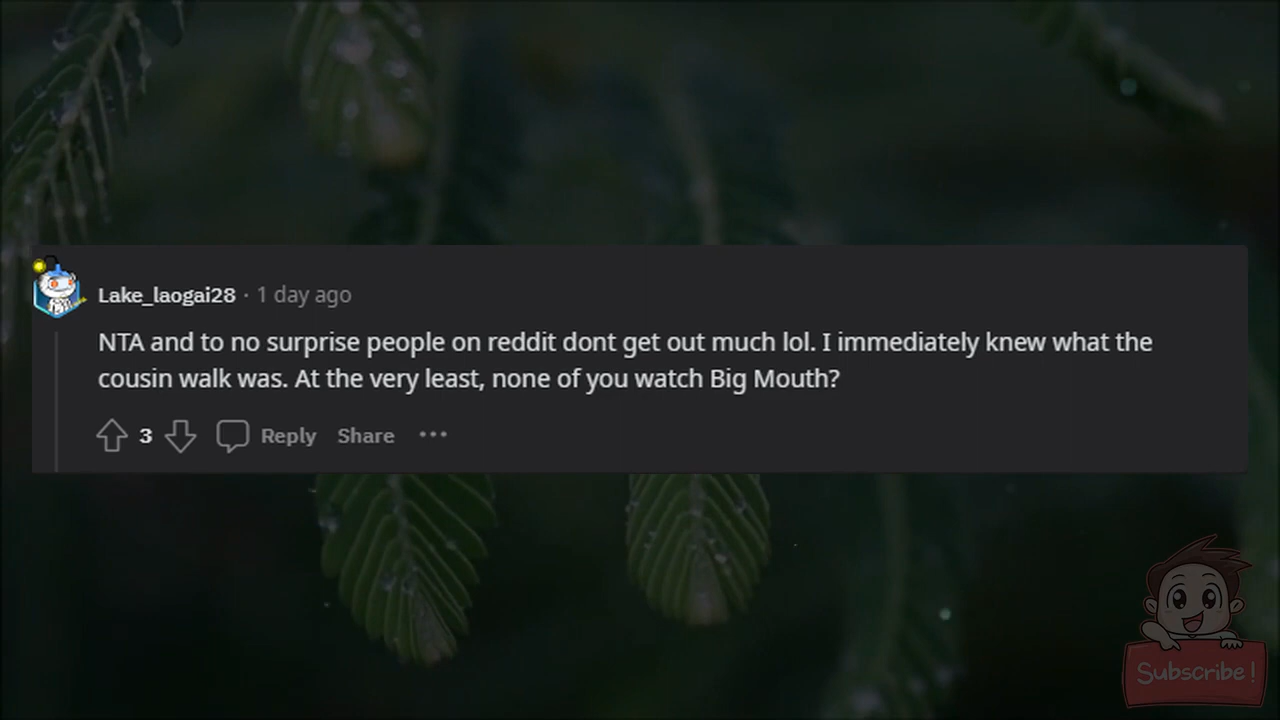 Lake_laogai28 · 1 day ago
NTA and to no surprise people on reddit dont get out much lol. I immediately knew what the
cousin walk was. At the very least, none of you watch Big Mouth?
3 Reply Share ···
Subscribe!